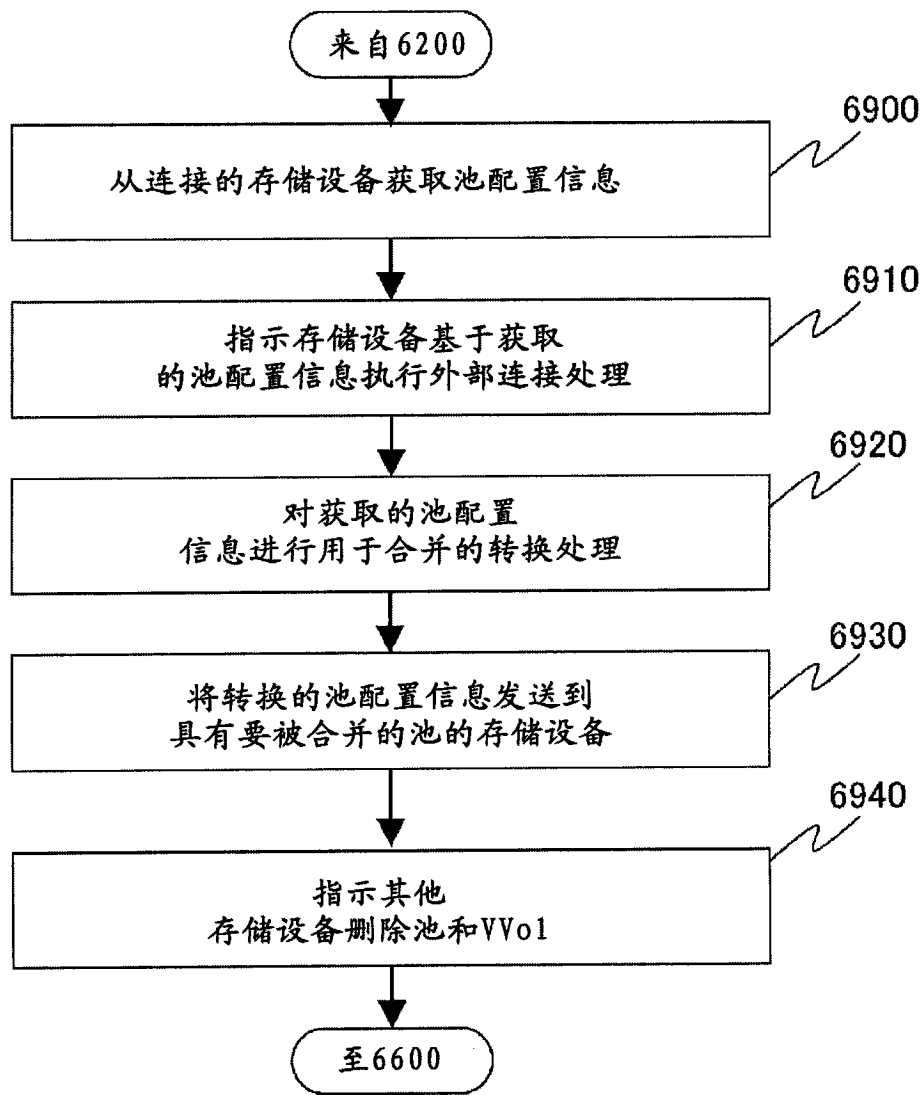 来自6200
6900
从连接的存储设备获取池配置信息
6910
指示存储设备基于获取
的池配置信息执行外部连接处理
6920
对获取的池配置
信息进行用于合并的转换处理
6930
将转换的池配置信息发送到
具有要被合并的池的存储设备
6940
指示其他
存储设备删除池和VVol
至6600